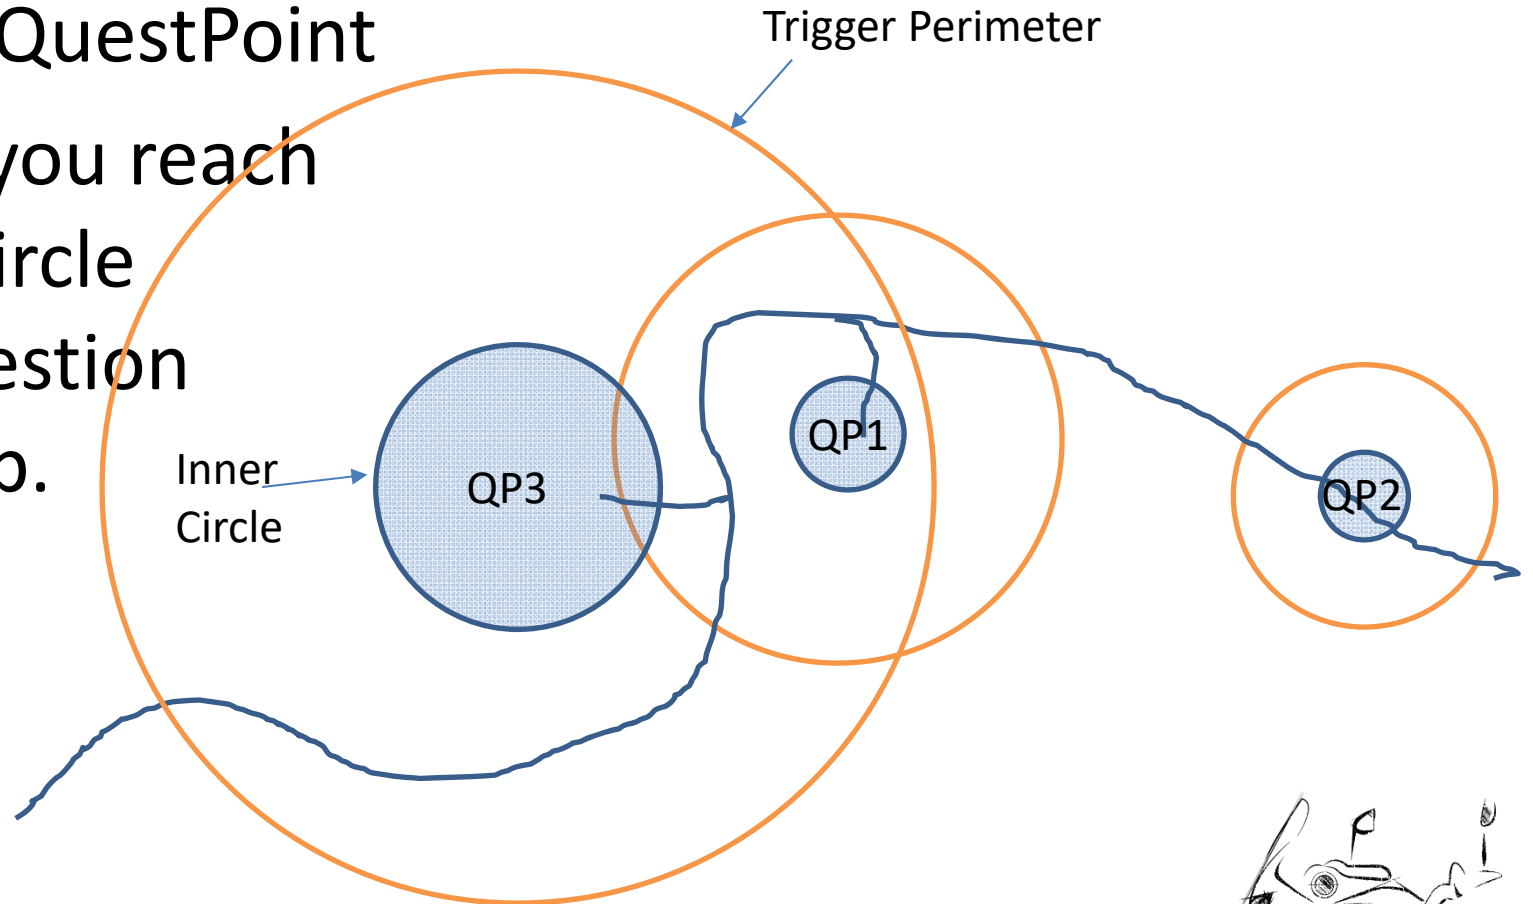 QuestPoint
you reach
ircle
estion
p.
Trigger Perimeter
Inner
Circle
QP3
QP1
QP2